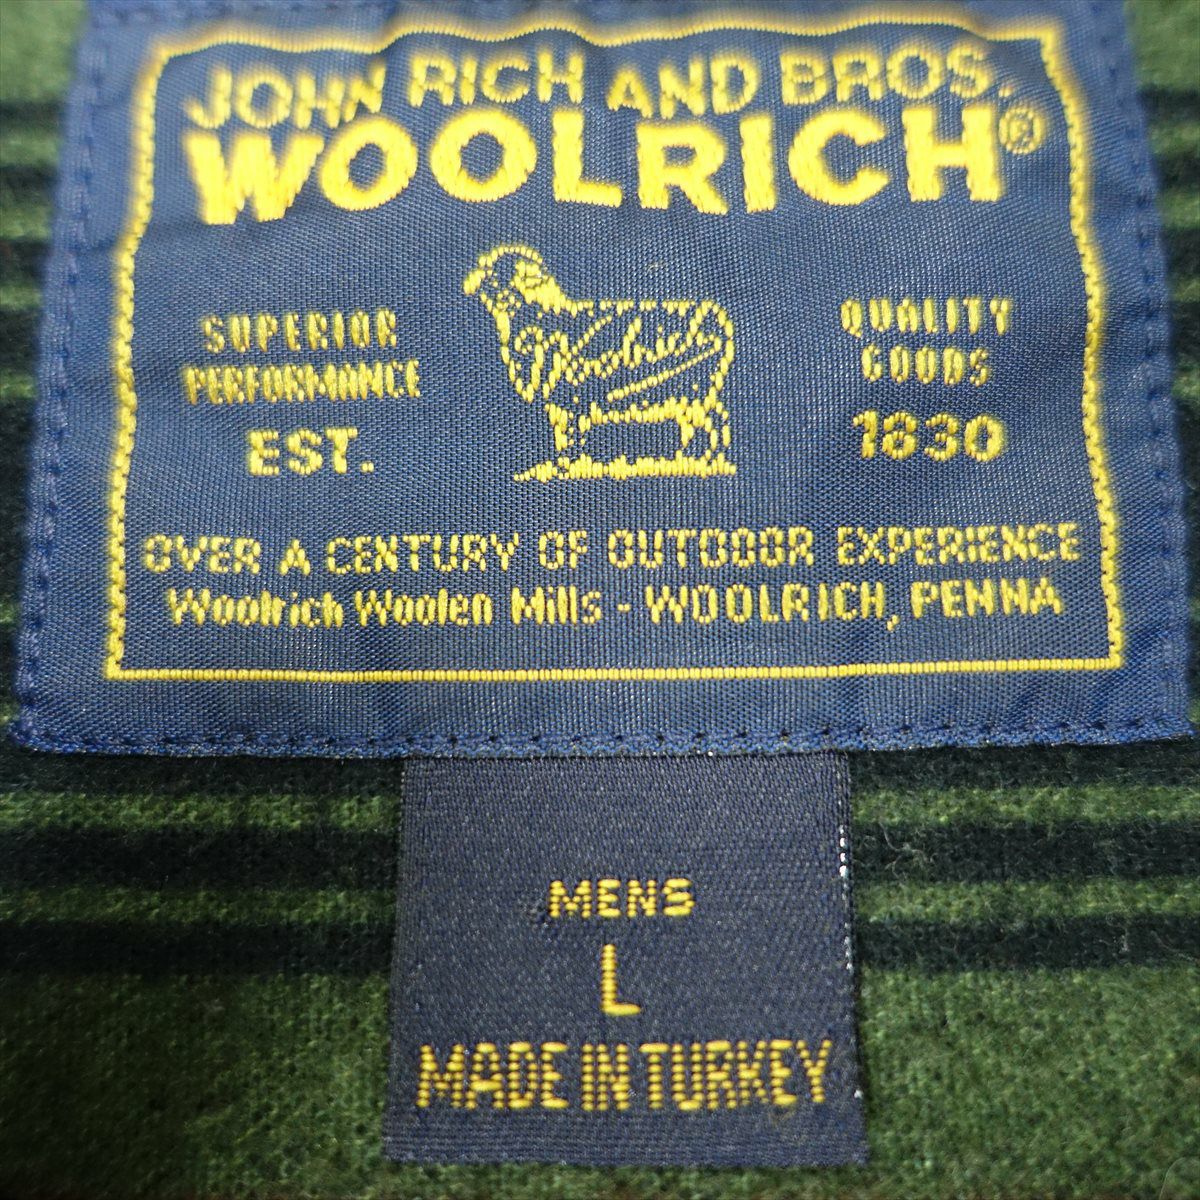 JOHN RICH AND BROS.
WOOLRICH®
SUPERIOR
PERFORMANCE
EST.
Woolrich
QUALITY
GOODS
1830
OVER A CENTURY OF OUTDOOR EXPERIENCE
Woolrich Woolen Mills - WOOLRICH, PENNA
MENS
L
MADE IN TURKEY